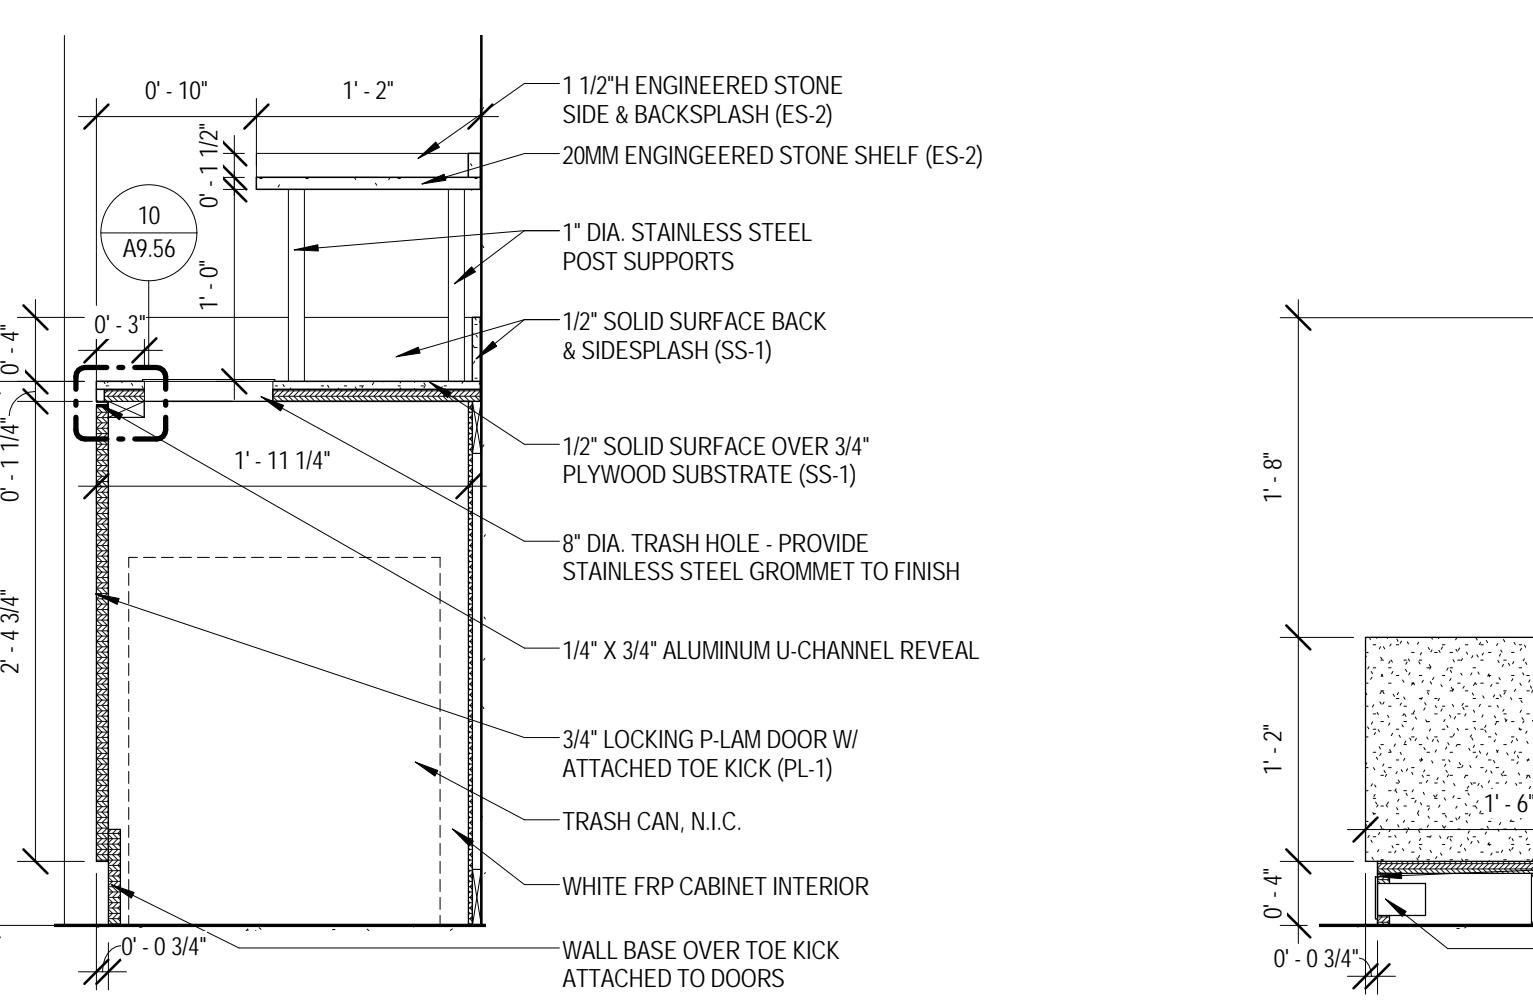 0' - 10"
1' - 2"
0' - 1 1/2"
10
A9.56
1' - 0"
0' - 3"
0' - 4"
0' - 1 1/4"
1' - 11 1/4"
2' - 4 3/4"
0' - 0 3/4"
1 1/2"H ENGINEERED STONE
SIDE & BACKSPLASH (ES-2)
20MM ENGINGEERED STONE SHELF (ES-2)
1" DIA. STAINLESS STEEL
POST SUPPORTS
1/2" SOLID SURFACE BACK
& SIDESPLASH (SS-1)
1/2" SOLID SURFACE OVER 3/4"
PLYWOOD SUBSTRATE (SS-1)
8" DIA. TRASH HOLE - PROVIDE
STAINLESS STEEL GROMMET TO FINISH
1/4" X 3/4" ALUMINUM U-CHANNEL REVEAL
3/4" LOCKING P-LAM DOOR W/
ATTACHED TOE KICK (PL-1)
TRASH CAN, N.I.C.
WHITE FRP CABINET INTERIOR
WALL BASE OVER TOE KICK
ATTACHED TO DOORS
1' - 8"
1' - 2"
1' - 6"
0' - 4"
0' - 0 3/4"